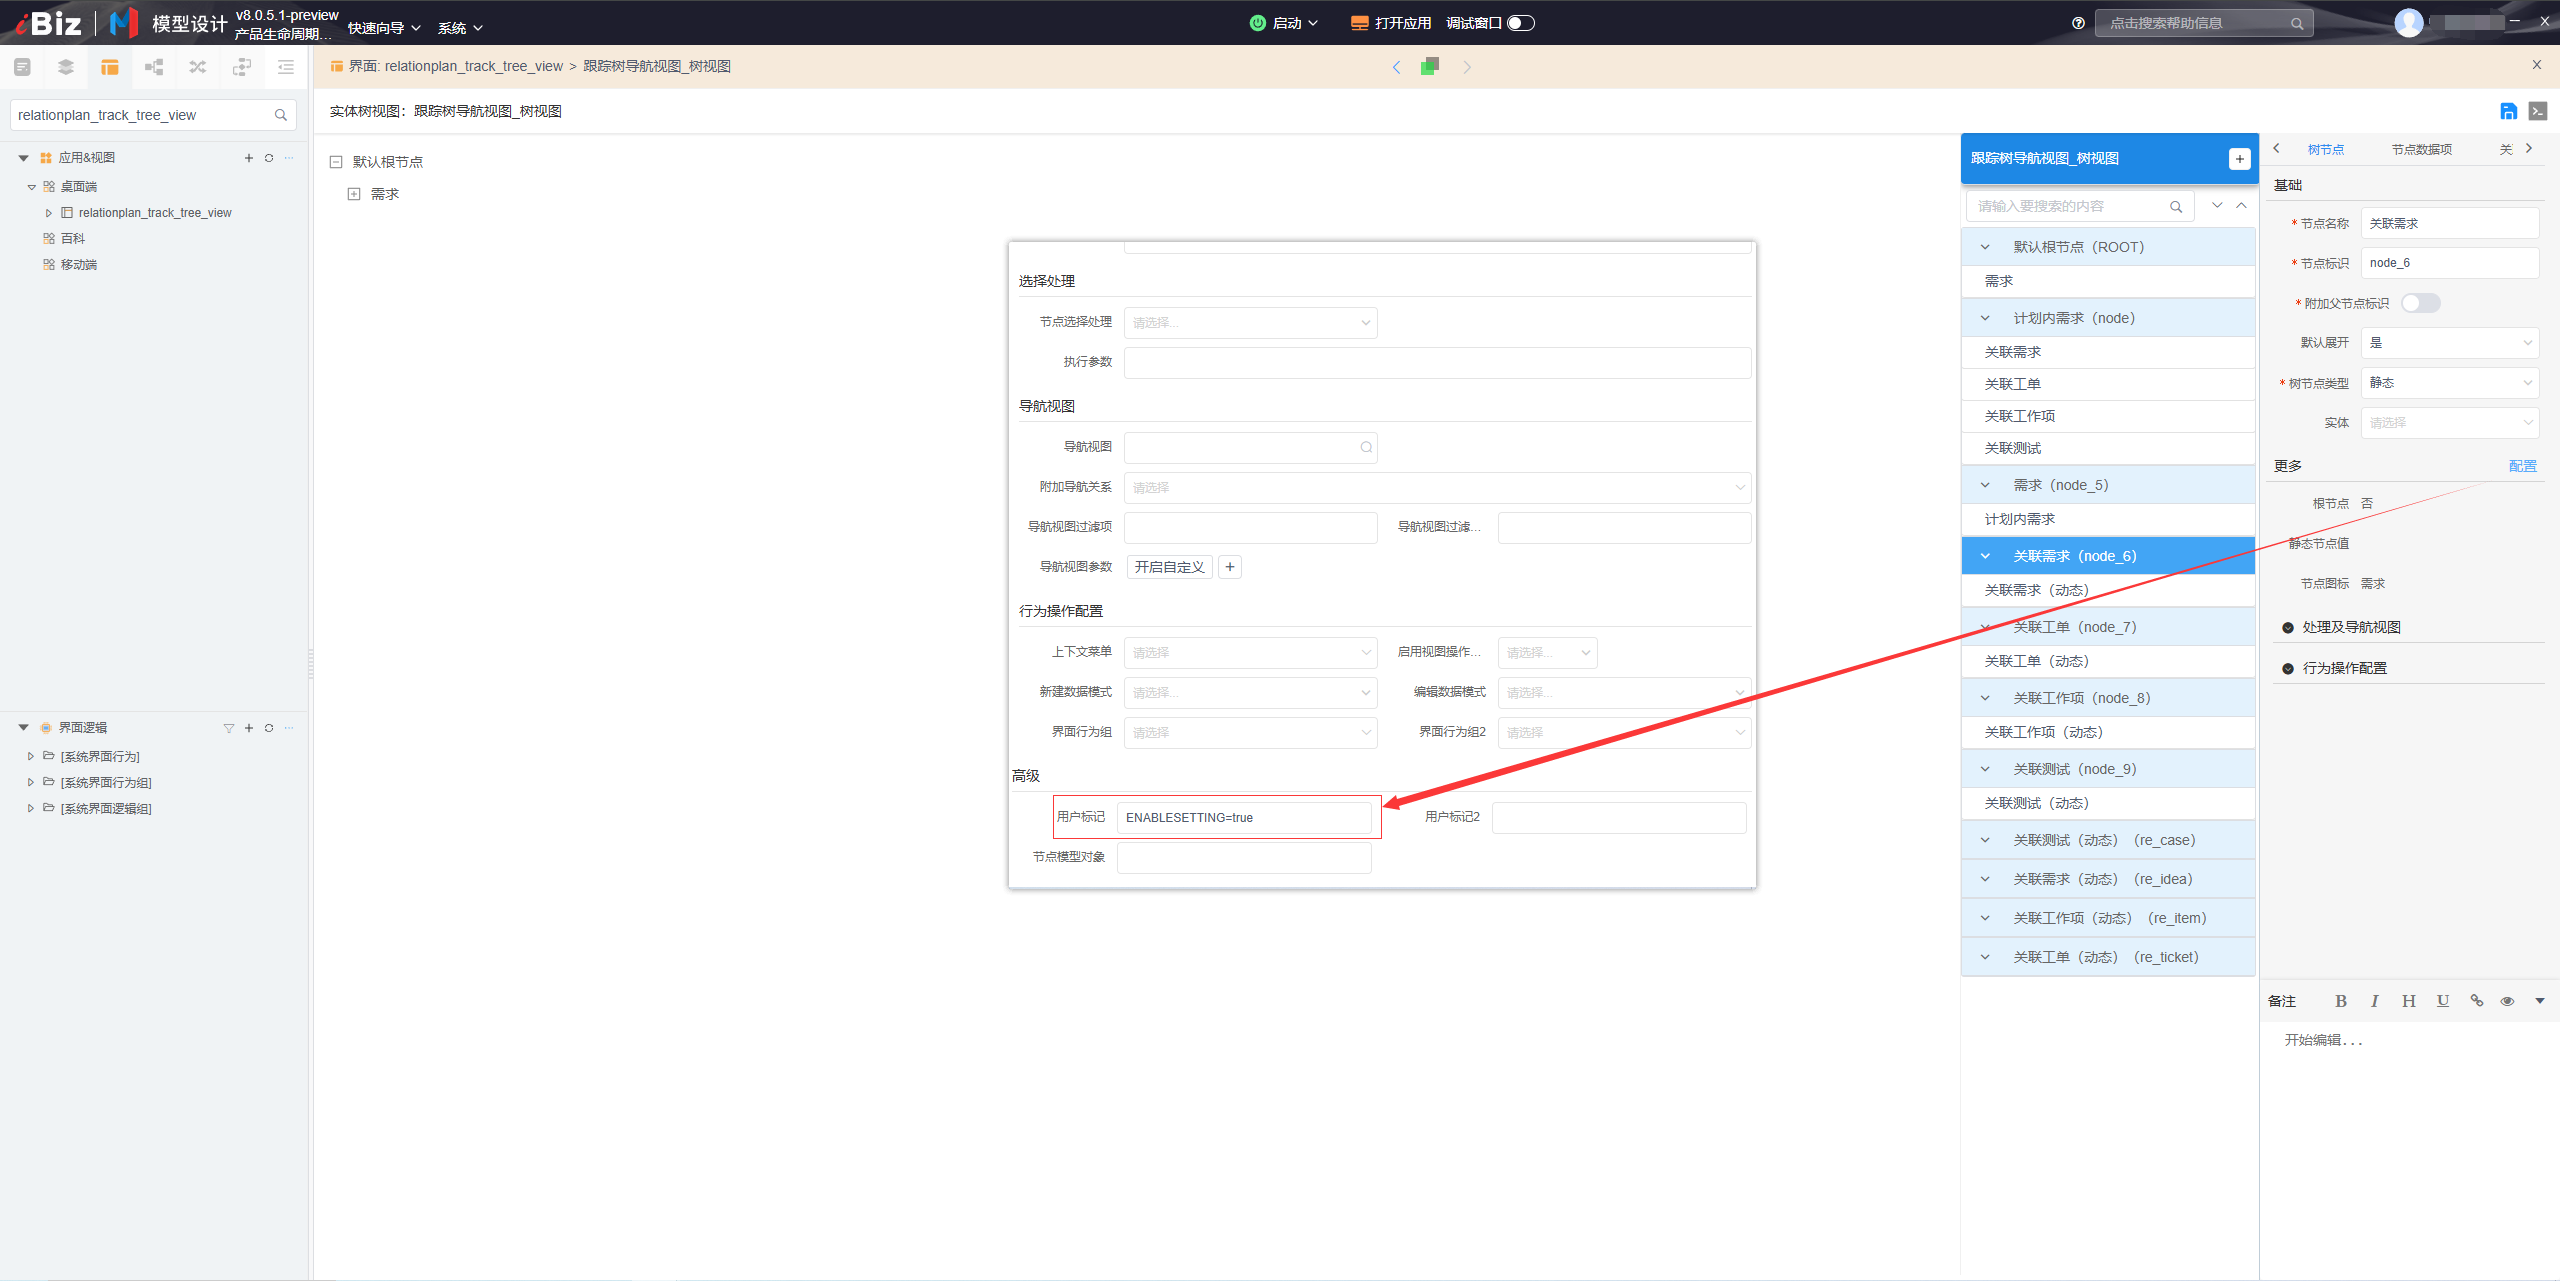 iBiz
模型设计
v8.0.5.1-preview
产品生命周期...
快速向导
系统
启动
打开应用
调试窗口
点击搜索帮助信息
界面: relationplan_track_tree_view > 跟踪树导航视图_树视图
relationplan_track_tree_view
应用&视图
桌面端
relationplan_track_tree_view
百科
移动端
界面逻辑
[系统界面行为]
[系统界面行为组]
[系统界面逻辑组]
实体树视图：跟踪树导航视图_树视图
默认根节点
需求
选择处理
节点选择处理 请选择...
执行参数
导航视图
导航视图
附加导航关系 请选择
导航视图过滤项 导航视图过滤...
导航视图参数 开启自定义 +
行为操作配置
上下文菜单 请选择 启用视图操作... 请选择...
新建数据模式 请选择... 编辑数据模式 请选择...
界面行为组 请选择 界面行为组2 请选择
高级
用户标记 ENABLESETTING=true 用户标记2
节点模型对象
跟踪树导航视图_树视图
请输入要搜索的内容
默认根节点（ROOT）
需求
计划内需求（node）
关联需求
关联工单
关联工作项
关联测试
需求（node_5）
计划内需求
关联需求（node_6）
关联需求（动态）
关联工单（node_7）
关联工单（动态）
关联工作项（node_8）
关联工作项（动态）
关联测试（node_9）
关联测试（动态）
关联测试（动态）（re_case）
关联需求（动态）（re_idea）
关联工作项（动态）（re_item）
关联工单（动态）（re_ticket）
树节点 节点数据项
基础
* 节点名称 关联需求
* 节点标识 node_6
* 附加父节点标识
默认展开 是
* 树节点类型 静态
实体 请选择
更多 配置
根节点 否
静态节点值
节点图标 需求
处理及导航视图
行为操作配置
备注 B I H U
开始编辑...